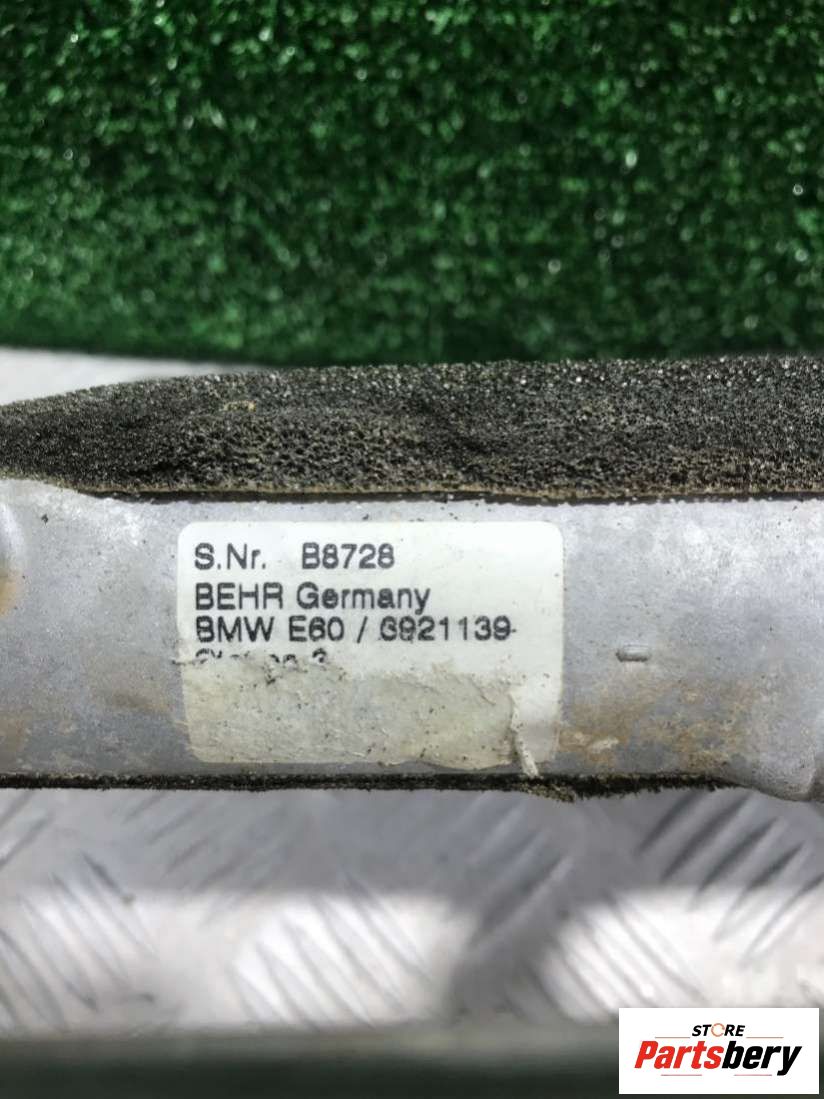 S.Nr. B8728
BEHR Germany
BMW E60 / 6921139
STORE
Partsbery